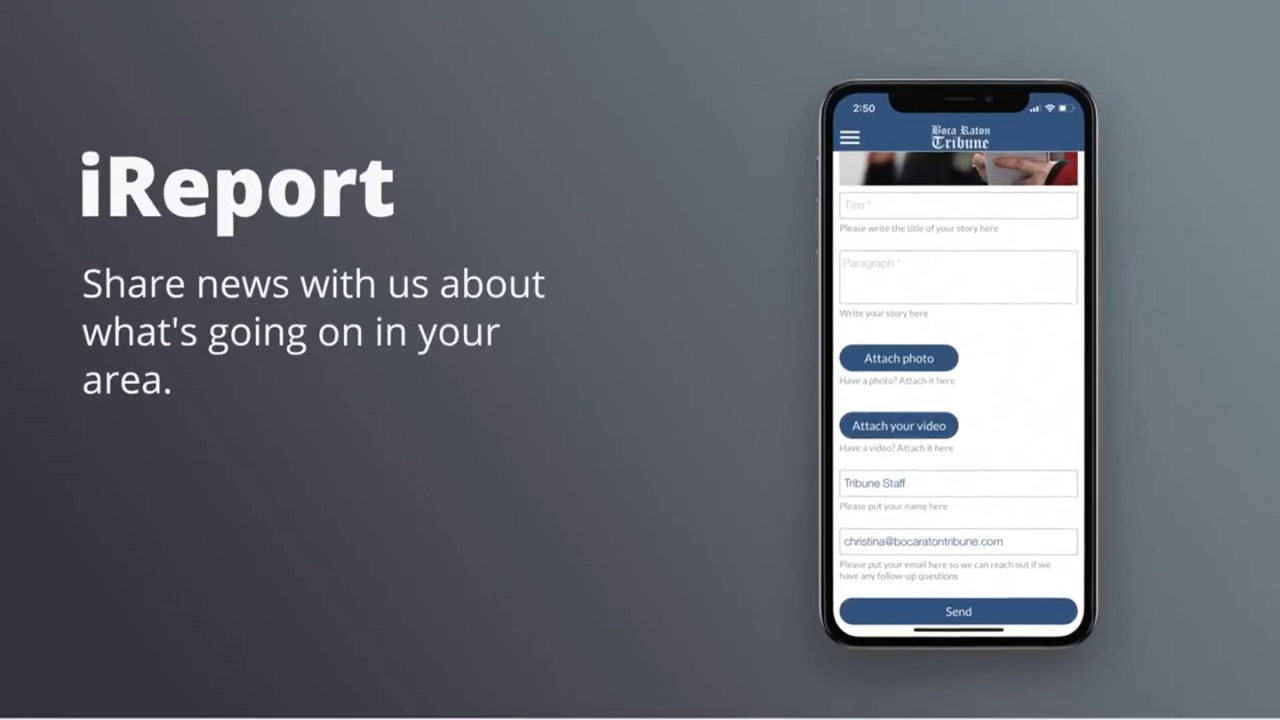 iReport
Share news with us about
what's going on in your
area.
2:50
Boca Raton
Tribune
Title *
Please write the title of your story here
Paragraph *
Write your story here
Attach photo
Have a photo? Attach it here
Attach your video
Have a video? Attach it here
Tribune Staff
Please put your name here
christina@bocaratontribune.com
Please put your email here so we can reach out if we
have any follow-up questions
Send